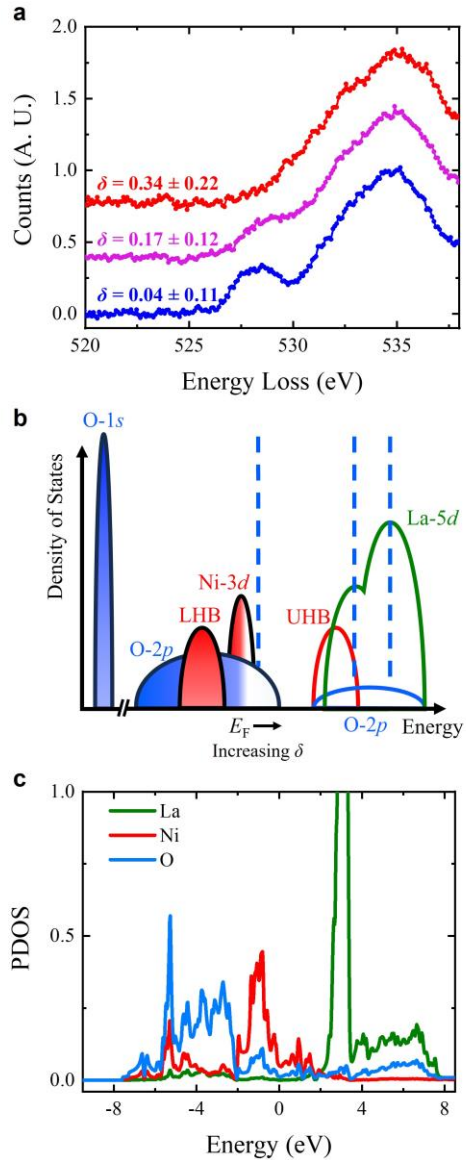 a
2.0
1.5
1.0
0.5
0.0
Counts (A. U.)
δ = 0.34 ± 0.22
δ = 0.17 ± 0.12
δ = 0.04 ± 0.11
520 525 530 535
Energy Loss (eV)
b
O-1s
Density of States
La-5d
Ni-3d
LHB
UHB
O-2p
E_F
Energy
O-2p
Increasing δ
c
1.0
0.5
0.0
PDOS
La
Ni
O
-8 -4 0 4 8
Energy (eV)